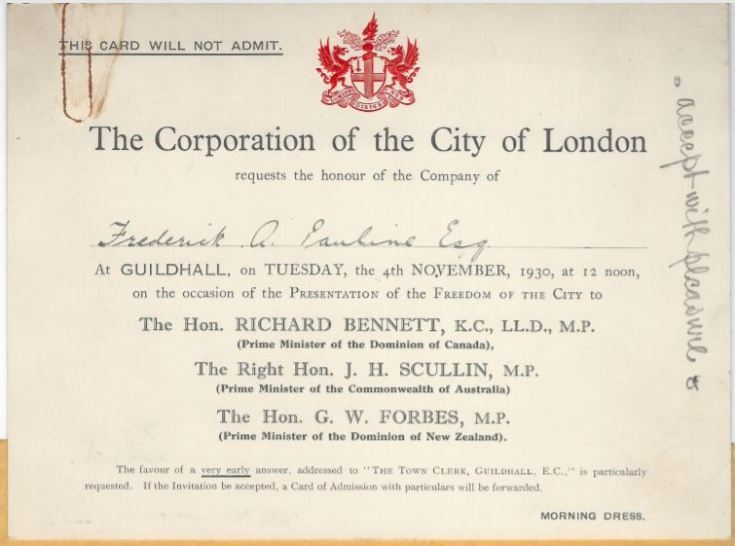 THIS CARD WILL NOT ADMIT.
DOMINE DIRIGE NOS
The Corporation of the City of London
requests the honour of the Company of
Frederick A. Pauline Esq
At GUILDHALL, on TUESDAY, the 4th NOVEMBER, 1930, at 12 noon,
on the occasion of the PRESENTATION of the FREEDOM OF THE CITY to
The Hon. RICHARD BENNETT, K.C., LL.D., M.P.
(Prime Minister of the Dominion of Canada),
The Right Hon. J. H. SCULLIN, M.P.
(Prime Minister of the Commonwealth of Australia)
The Hon. G. W. FORBES, M.P.
(Prime Minister of the Dominion of New Zealand).
The favour of a very early answer, addressed to "THE TOWN CLERK, GUILDHALL, E.C.," is particularly
requested. If the Invitation be accepted, a Card of Admission with particulars will be forwarded.
MORNING DRESS.
accept with pleasure